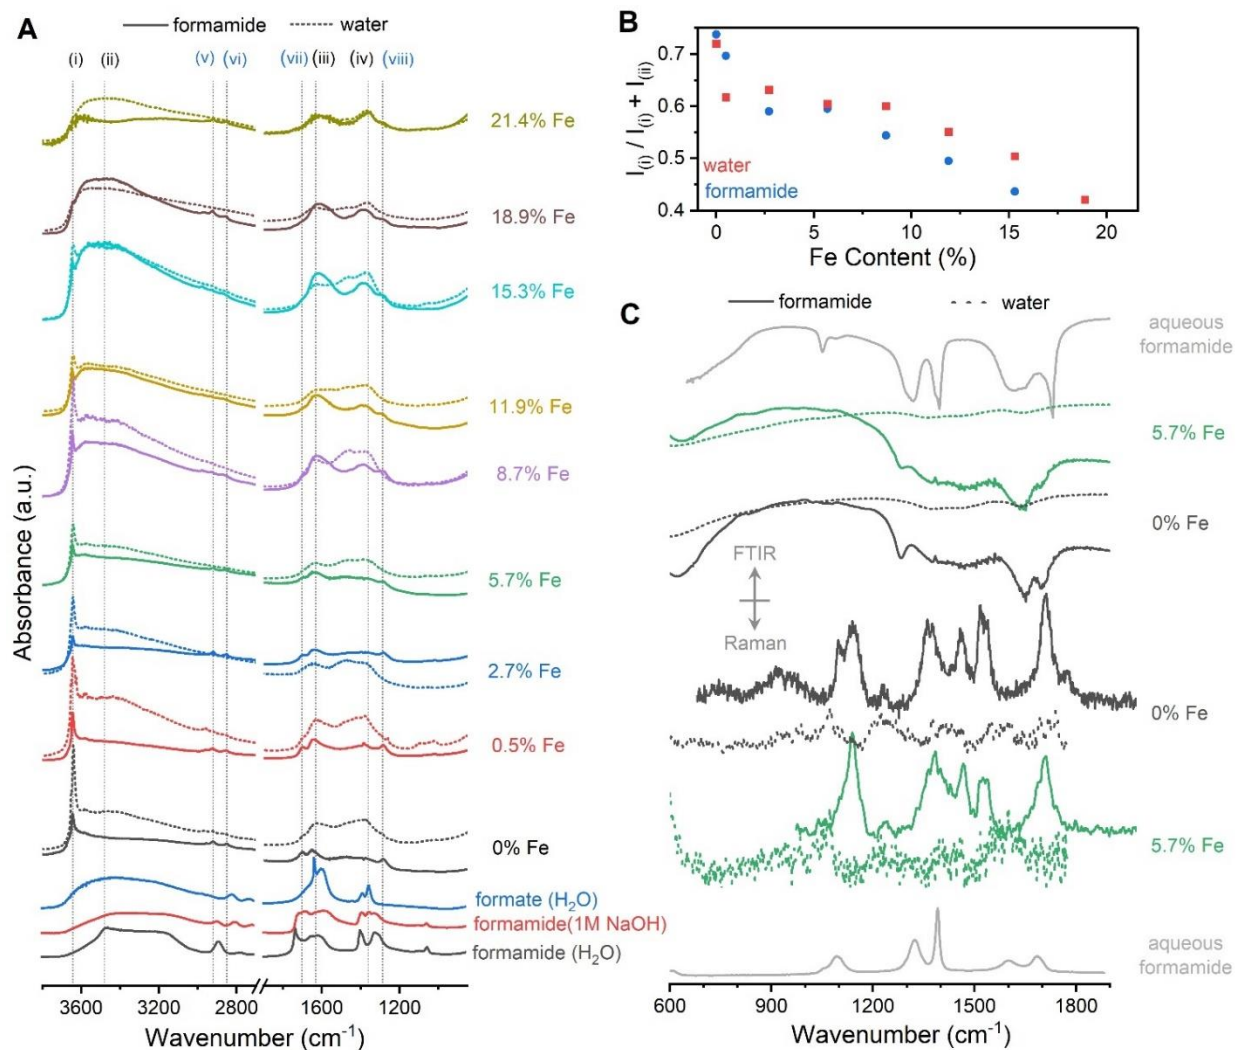 A
formamide
water
(i)
(ii)
(v)
(vi)
(vii)
(iii)
(iv)
(viii)
21.4% Fe
18.9% Fe
15.3% Fe
11.9% Fe
8.7% Fe
5.7% Fe
2.7% Fe
0.5% Fe
0% Fe
formate (H₂O)
formamide(1M NaOH)
formamide (H₂O)
Absorbance (a.u.)
3600
3200
2800
1600
1200
Wavenumber (cm⁻¹)
B
I₍ᵢ₎ / I₍ᵢ₎ + I₍ᵢᵢ₎
0.7
0.6
0.5
0.4
water
formamide
0
5
10
15
20
Fe Content (%)
C
formamide
water
aqueous
formamide
5.7% Fe
0% Fe
FTIR
Raman
0% Fe
5.7% Fe
aqueous
formamide
600
900
1200
1500
1800
Wavenumber (cm⁻¹)